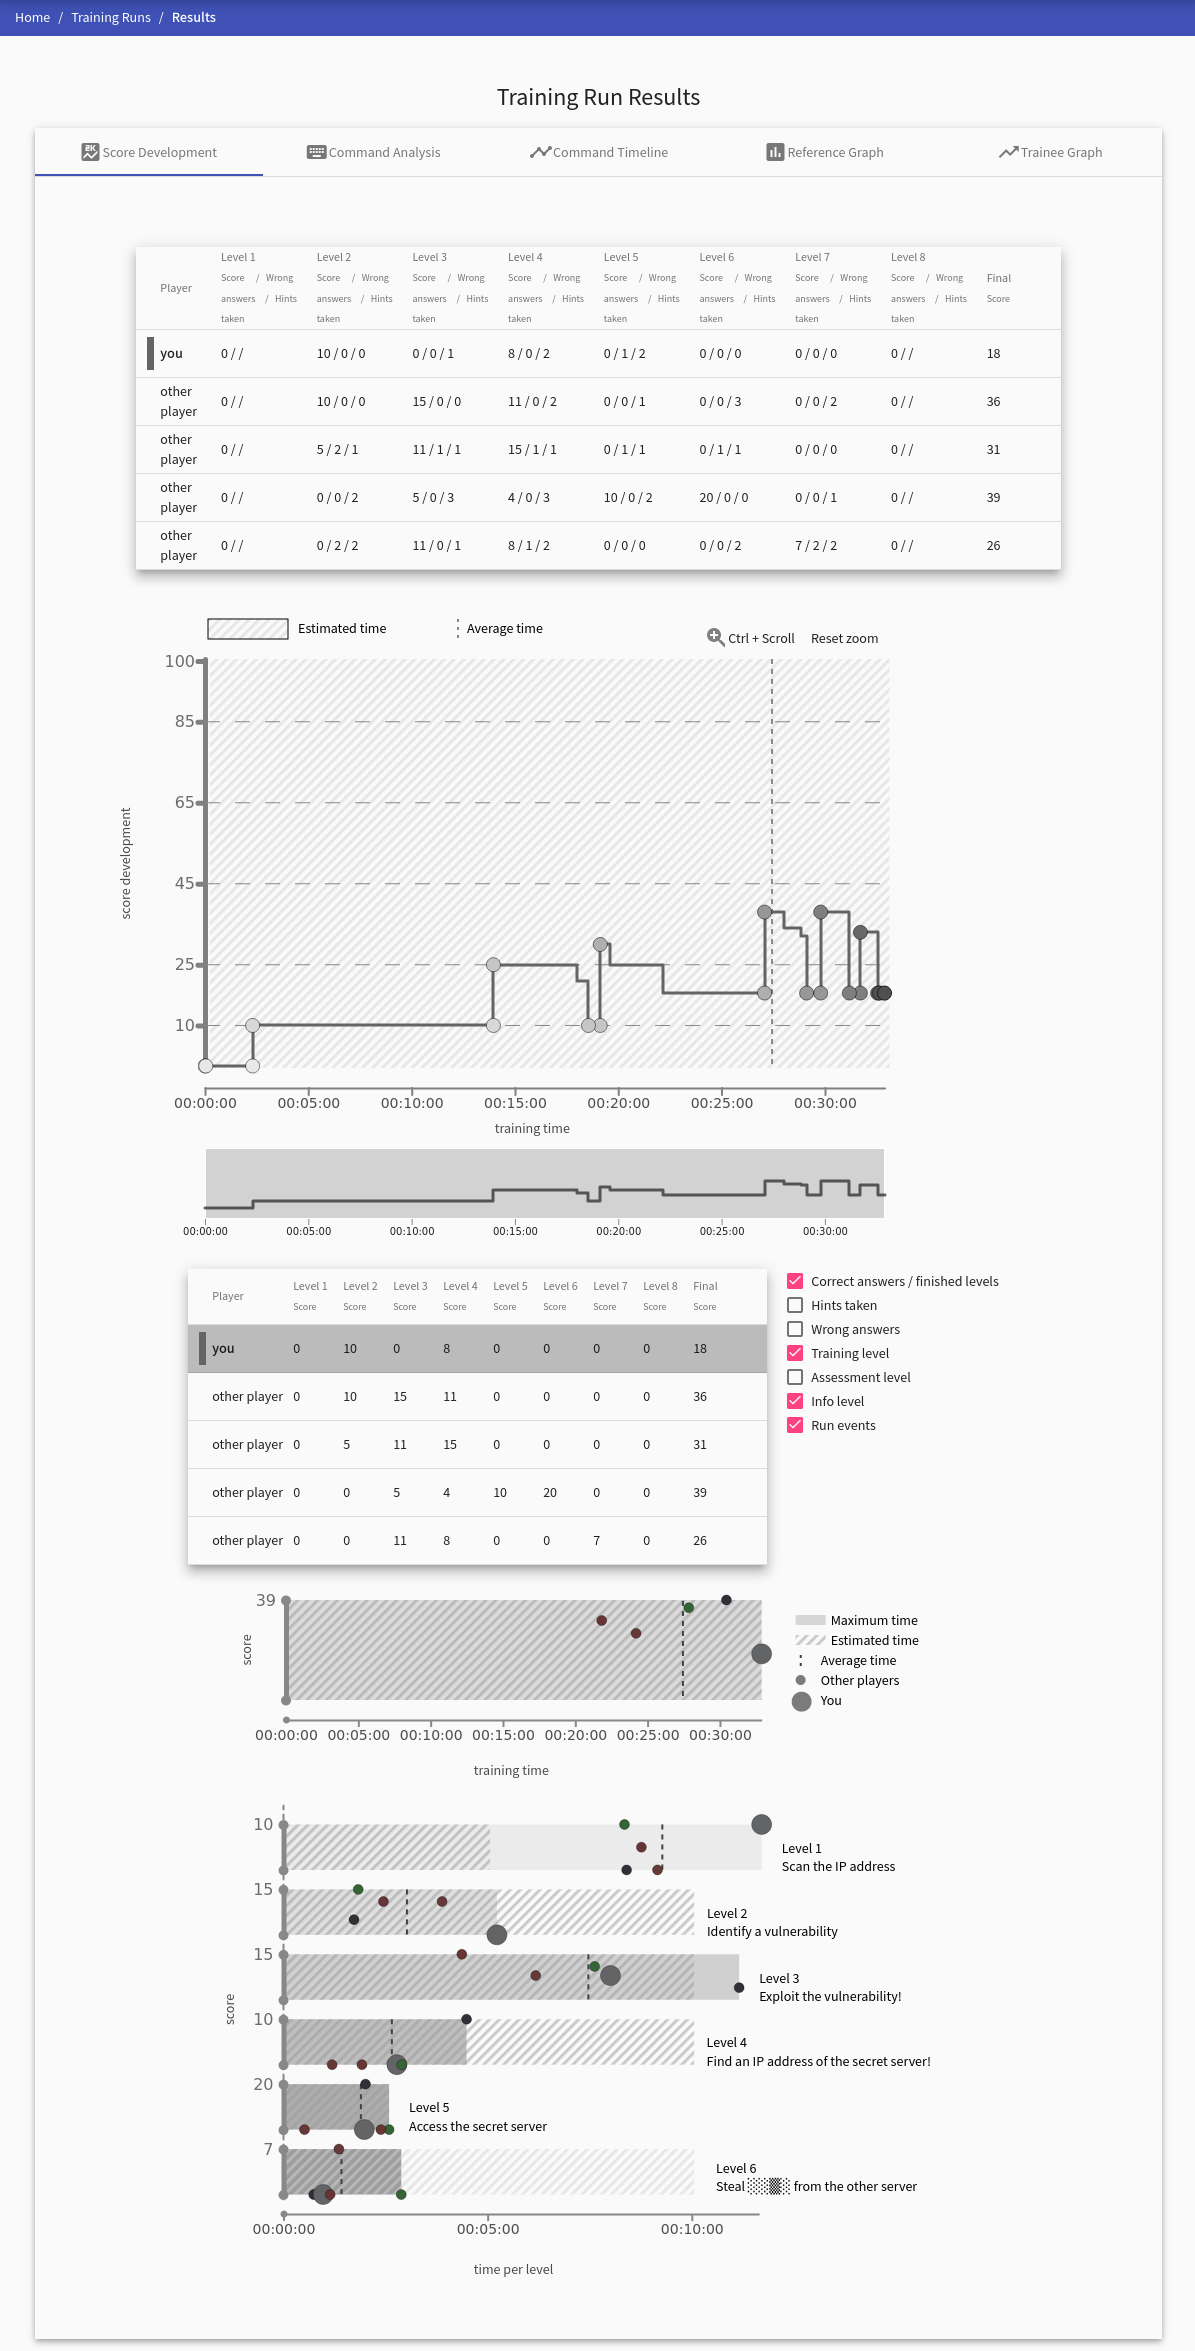 Home / Training Runs / Results
Training Run Results
Score Development Command Analysis Command Timeline Reference Graph Trainee Graph
Level 1 Level 2 Level 3 Level 4 Level 5 Level 6 Level 7 Level 8
Player Score / Wrong answers / Hints taken Score / Wrong answers / Hints taken Score / Wrong answers / Hints taken Score / Wrong answers / Hints taken Score / Wrong answers / Hints taken Score / Wrong answers / Hints taken Score / Wrong answers / Hints taken Score / Wrong answers / Hints taken Final Score
you 0 / / 10 / 0 / 0 0 / 0 / 1 8 / 0 / 2 0 / 1 / 2 0 / 0 / 0 0 / 0 / 0 0 / / 18
other player 0 / / 10 / 0 / 0 15 / 0 / 0 11 / 0 / 2 0 / 0 / 1 0 / 0 / 3 0 / 0 / 2 0 / / 36
other player 0 / / 5 / 2 / 1 11 / 1 / 1 15 / 1 / 1 0 / 1 / 1 0 / 1 / 1 0 / 0 / 0 0 / / 31
other player 0 / / 0 / 0 / 2 5 / 0 / 3 4 / 0 / 3 10 / 0 / 2 20 / 0 / 0 0 / 0 / 1 0 / / 39
other player 0 / / 0 / 2 / 2 11 / 0 / 1 8 / 1 / 2 0 / 0 / 0 0 / 0 / 2 7 / 2 / 2 0 / / 26
Estimated time Average time Ctrl + Scroll Reset zoom
100
85
65
45
25
10
score development
00:00:00 00:05:00 00:10:00 00:15:00 00:20:00 00:25:00 00:30:00
training time
00:00:00 00:05:00 00:10:00 00:15:00 00:20:00 00:25:00 00:30:00
Player Level 1 Score Level 2 Score Level 3 Score Level 4 Score Level 5 Score Level 6 Score Level 7 Score Level 8 Score Final Score
you 0 10 0 8 0 0 0 0 18
other player 0 10 15 11 0 0 0 0 36
other player 0 5 11 15 0 0 0 0 31
other player 0 0 5 4 10 20 0 0 39
other player 0 0 11 8 0 0 7 0 26
Correct answers / finished levels
Hints taken
Wrong answers
Training level
Assessment level
Info level
Run events
39
score
00:00:00 00:05:00 00:10:00 00:15:00 00:20:00 00:25:00 00:30:00
training time
Maximum time
Estimated time
Average time
Other players
You
score
10
Level 1
Scan the IP address
15
Level 2
Identify a vulnerability
15
Level 3
Exploit the vulnerability!
10
Level 4
Find an IP address of the secret server!
20
Level 5
Access the secret server
7
Level 6
Steal ░░▒▓▒░ from the other server
00:00:00 00:05:00 00:10:00
time per level